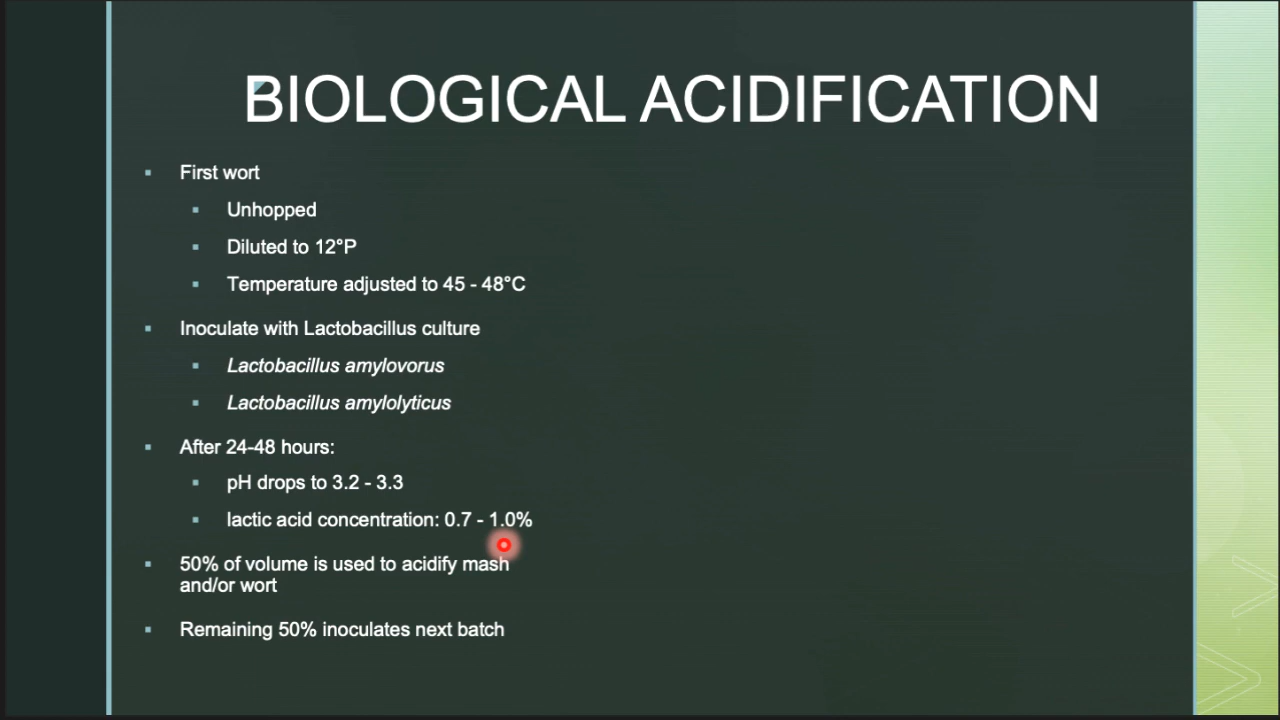 BIOLOGICAL ACIDIFICATION
First wort
Unhopped
Diluted to 12°P
Temperature adjusted to 45 - 48°C
Inoculate with Lactobacillus culture
Lactobacillus amylovorus
Lactobacillus amylolyticus
After 24-48 hours:
pH drops to 3.2 - 3.3
lactic acid concentration: 0.7 - 1.0%
50% of volume is used to acidify mash
and/or wort
Remaining 50% inoculates next batch